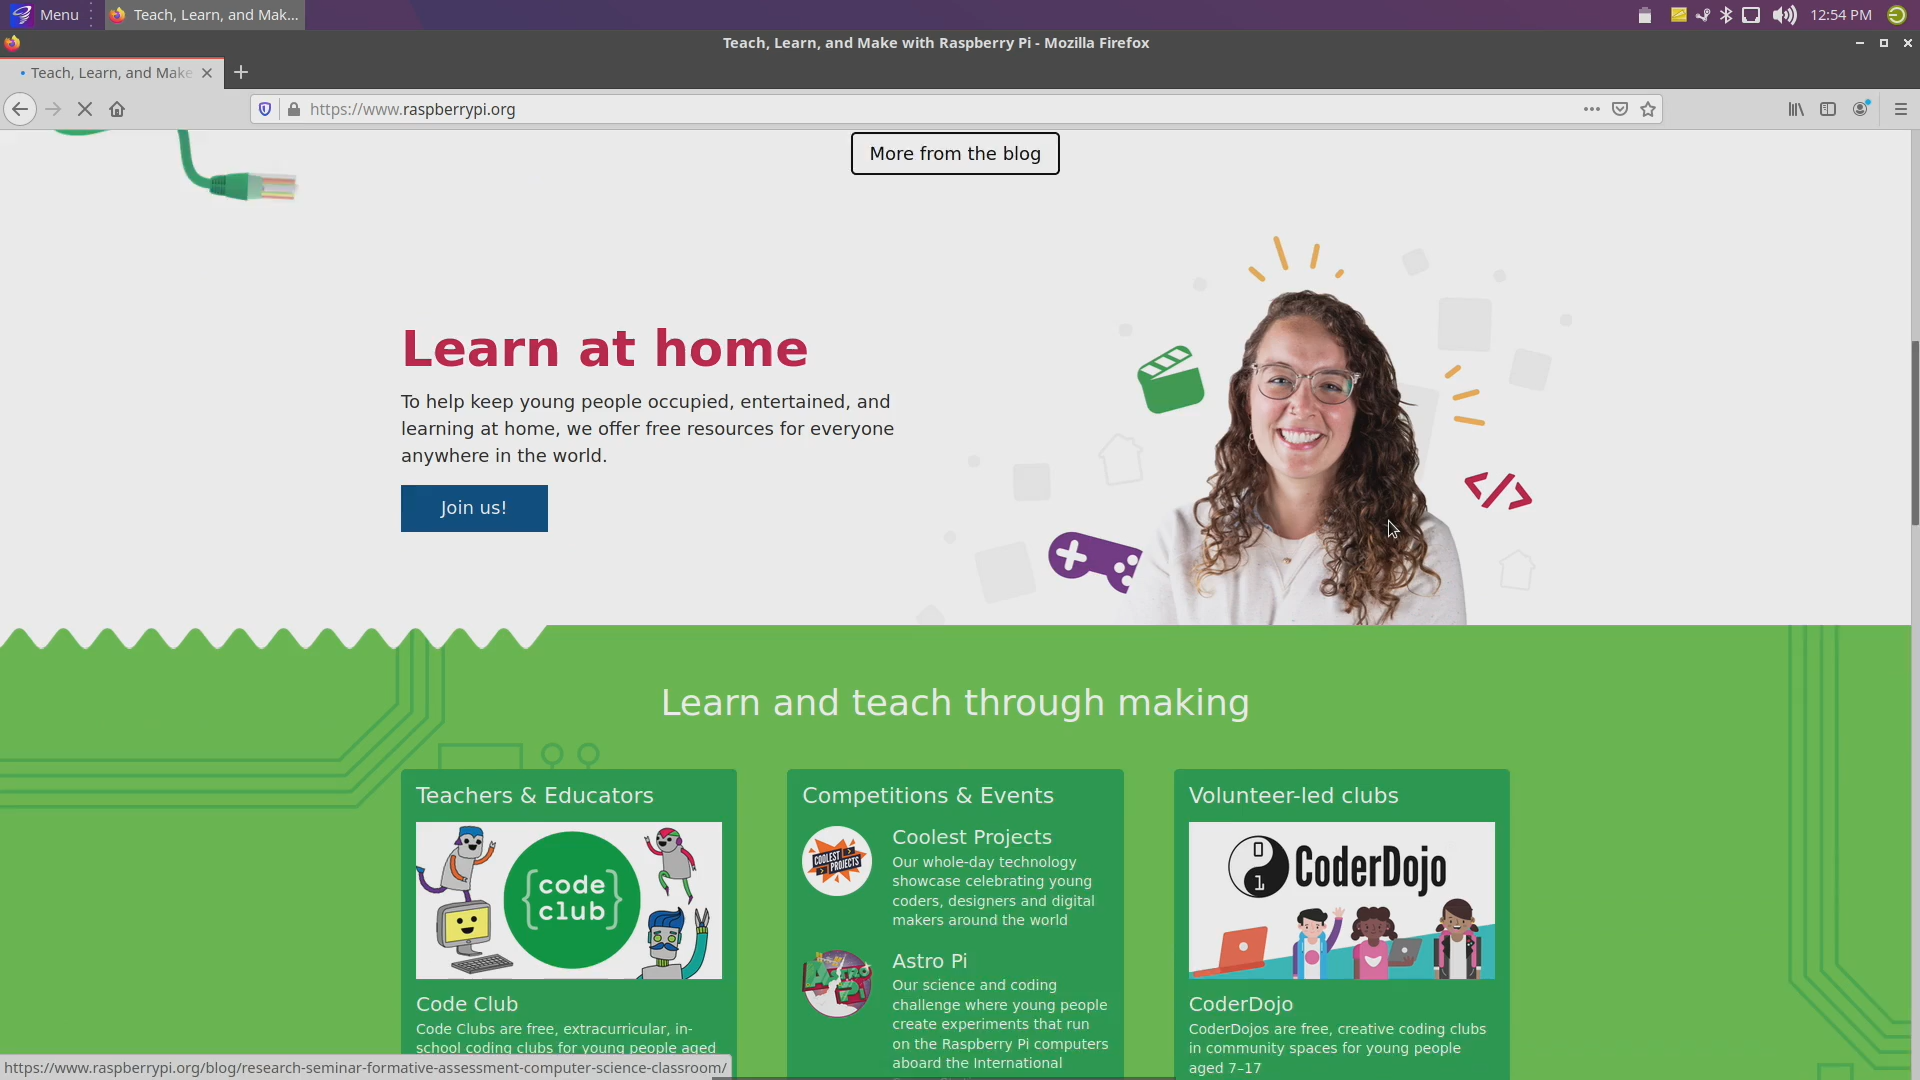 Menu
Teach, Learn, and Mak...
12:54 PM
Teach, Learn, and Make with Raspberry Pi - Mozilla Firefox
Teach, Learn, and Make
https://www.raspberrypi.org
More from the blog
Learn at home
To help keep young people occupied, entertained, and
learning at home, we offer free resources for everyone
anywhere in the world.
Join us!
</>
Learn and teach through making
Teachers & Educators
{code
club}
Code Club
Code Clubs are free, extracurricular, in-
school coding clubs for young people aged
Competitions & Events
COOLEST
PROJECTS
Coolest Projects
Our whole-day technology
showcase celebrating young
coders, designers and digital
makers around the world
ASTRO
Pi
Astro Pi
Our science and coding
challenge where young people
create experiments that run
on the Raspberry Pi computers
aboard the International
Volunteer-led clubs
0
1
CoderDojo
CoderDojo
CoderDojos are free, creative coding clubs
in community spaces for young people
aged 7–17
https://www.raspberrypi.org/blog/research-seminar-formative-assessment-computer-science-classroom/